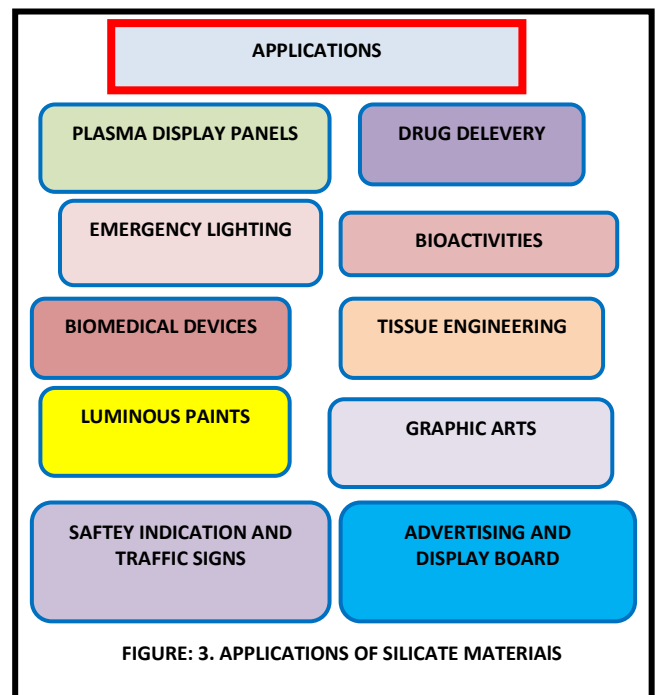 APPLICATIONS
PLASMA DISPLAY PANELS
DRUG DELEVERY
EMERGENCY LIGHTING
BIOACTIVITIES
BIOMEDICAL DEVICES
TISSUE ENGINEERING
LUMINOUS PAINTS
GRAPHIC ARTS
SAFTEY INDICATION AND
TRAFFIC SIGNS
ADVERTISING AND
DISPLAY BOARD
FIGURE: 3. APPLICATIONS OF SILICATE MATERIAlS